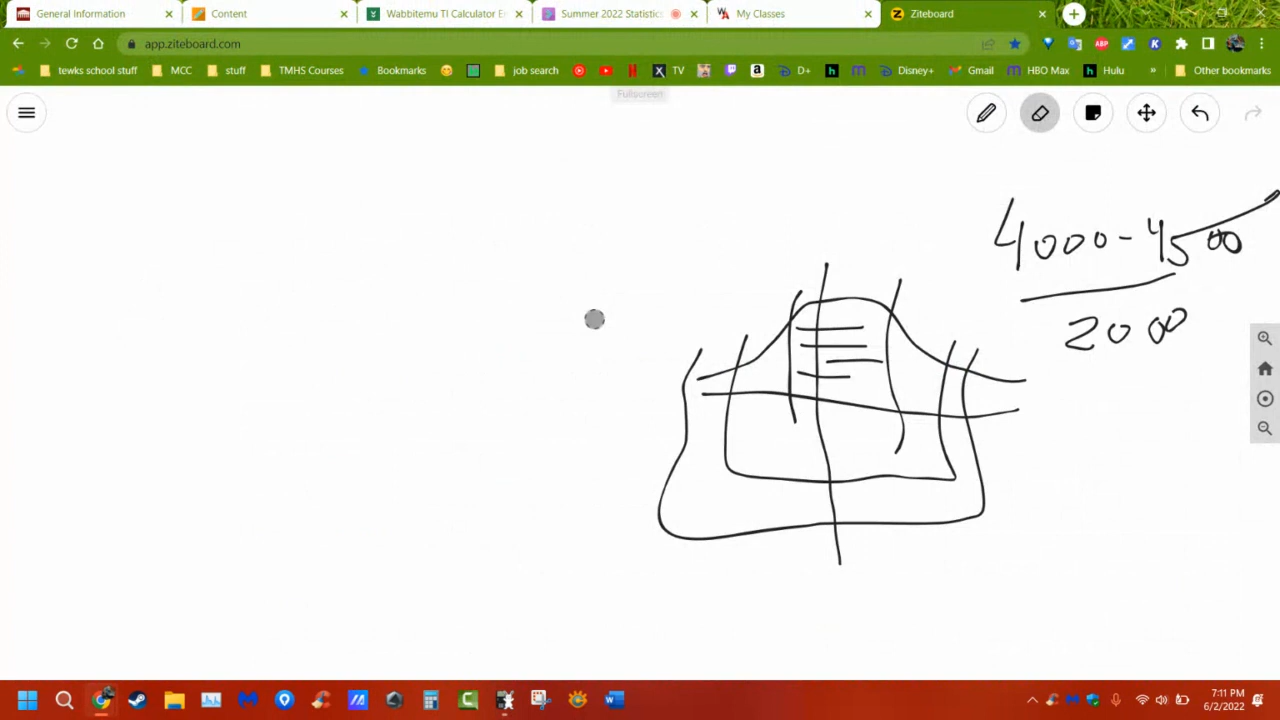 General Information
Content
Wabbitemu TI Calculator E
Summer 2022 Statistics
My Classes
Ziteboard
app.ziteboard.com
tewks school stuff
MCC
stuff
TMHS Courses
Bookmarks
job search
TV
D+
Disney+
Gmail
HBO Max
Hulu
»
Other bookmarks
Fullscreen
4000-4500
2000
7:11 PM
6/2/2022